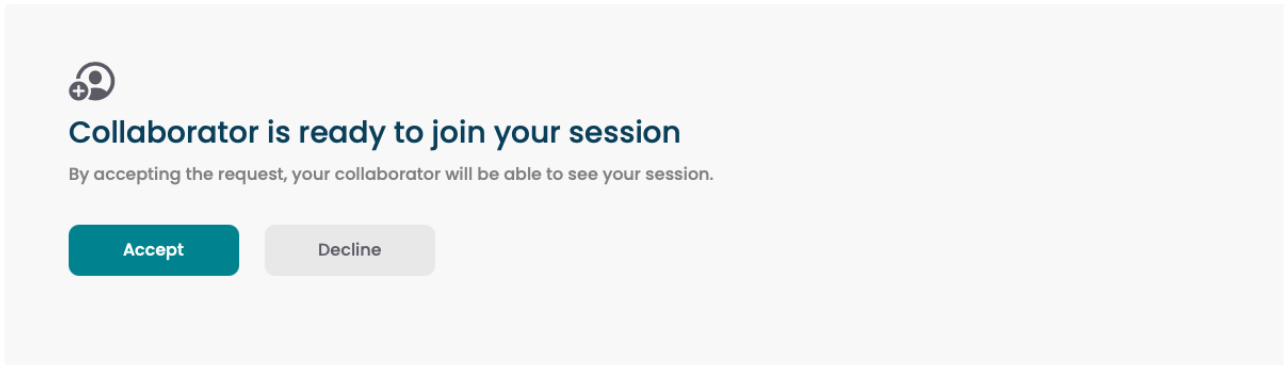 Collaborator is ready to join your session
By accepting the request, your collaborator will be able to see your session.
Accept
Decline